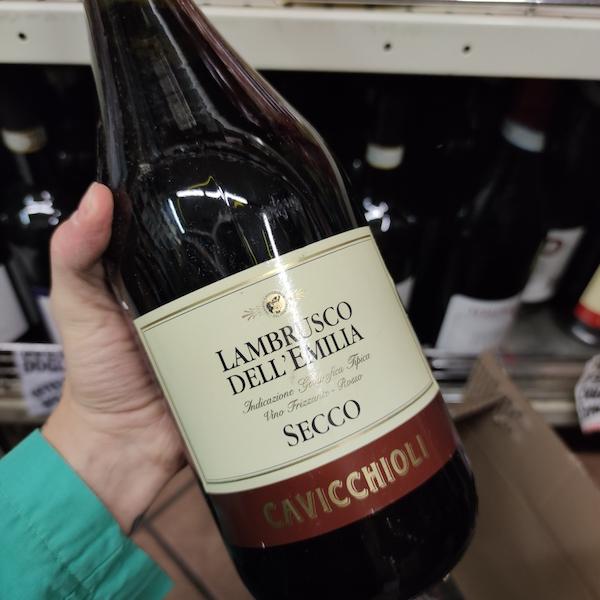 LAMBRUSCO
DELL'EMILIA
Indicazione Geografica Tipica
Vino Frizzante - Rosso
SECCO
CAVICCHIOLI